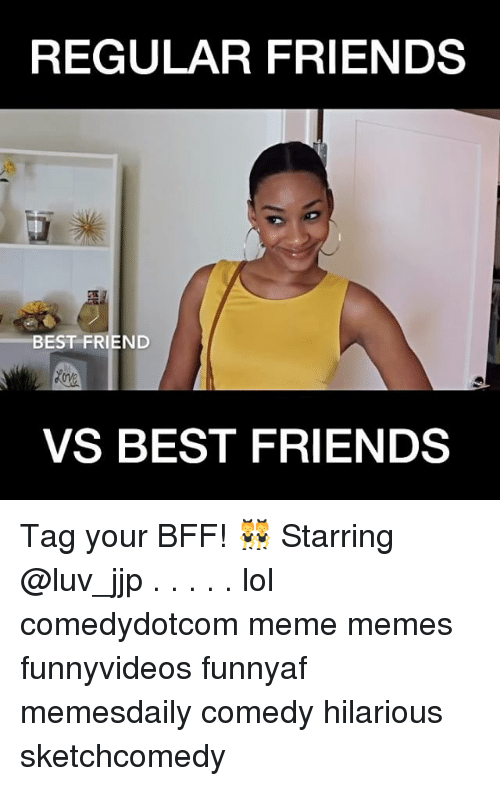 REGULAR FRIENDS
BEST FRIEND
LOVE
VS BEST FRIENDS
Tag your BFF! 👯 Starring
@luv_jjp . . . . . lol
comedydotcom meme memes
funnyvideos funnyaf
memesdaily comedy hilarious
sketchcomedy